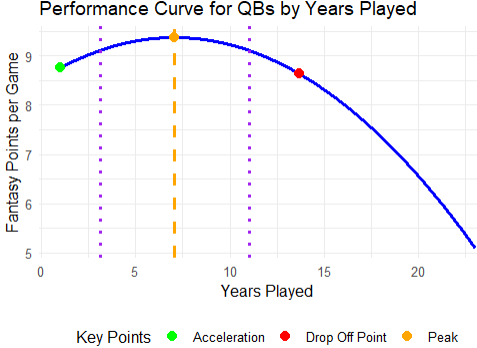 Performance Curve for QBs by Years Played
Fantasy Points per Game
9
8
7
6
5
0 5 10 15 20
Years Played
Key Points Acceleration Drop Off Point Peak